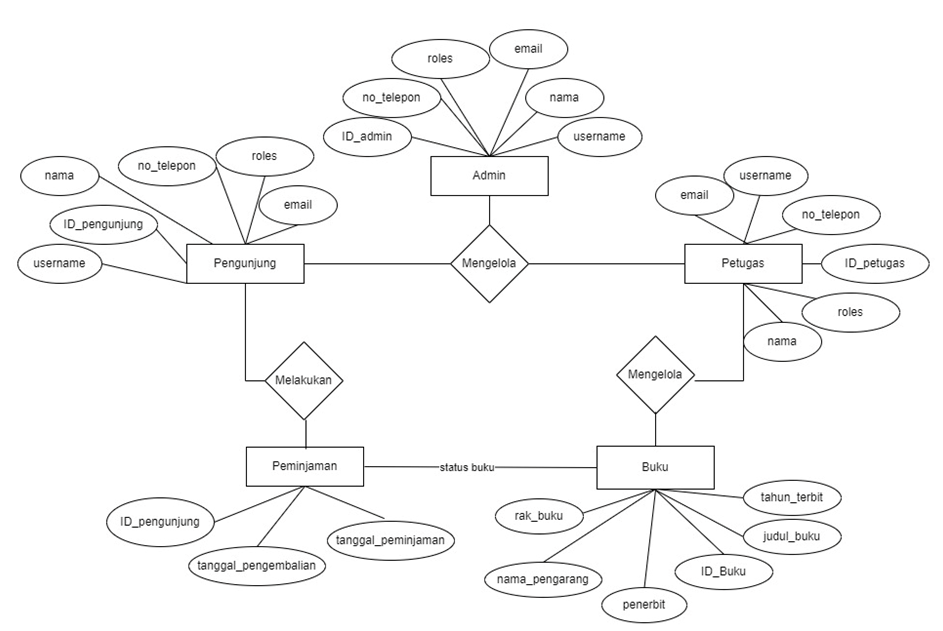 email
roles
no_telepon
nama
ID_admin
username
Admin
nama
no_telepon
roles
email
ID_pengunjung
username
Pengunjung
Mengelola
email
username
no_telepon
Petugas
ID_petugas
roles
nama
Melakukan
Mengelola
Peminjaman
status buku
Buku
ID_pengunjung
tanggal_peminjaman
tanggal_pengembalian
tahun_terbit
rak_buku
judul_buku
ID_Buku
nama_pengarang
penerbit